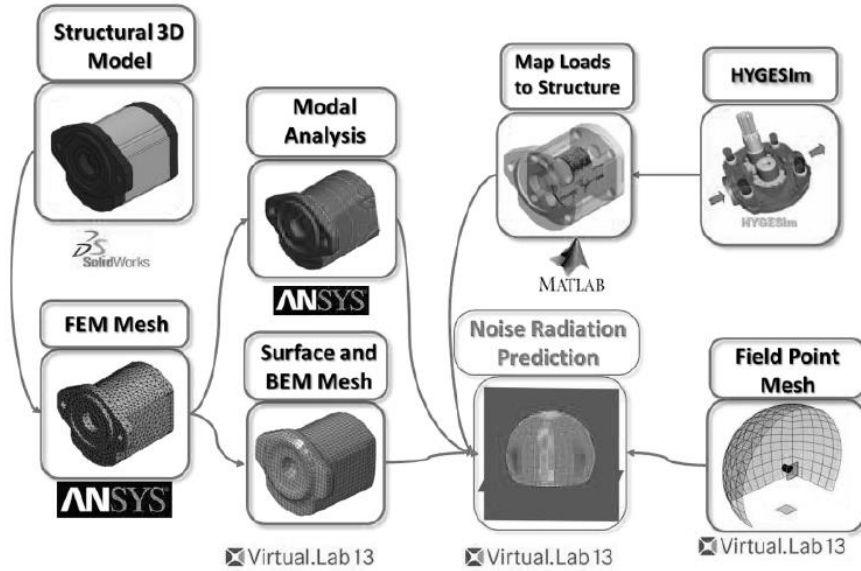 Structural 3D
Model
SolidWorks
FEM Mesh
ANSYS
Modal
Analysis
ANSYS
Surface and
BEM Mesh
Virtual.Lab 13
Map Loads
to Structure
MATLAB
Noise Radiation
Prediction
Virtual.Lab 13
HYGESIm
HYGESIm
Field Point
Mesh
Virtual.Lab 13